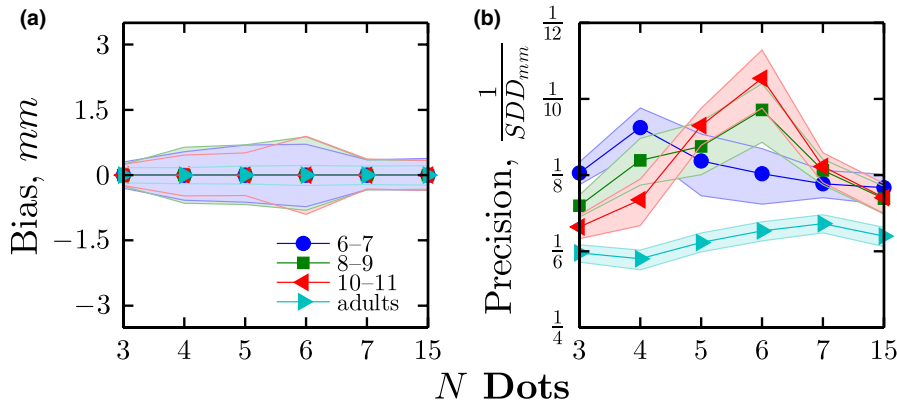 (a)
Bias, mm
3
1.5
0
−1.5
−3
3 4 5 6 7 15
6–7
8–9
10–11
adults
(b)
Precision, 1/SDD_mm
1/12
1/10
1/8
1/6
1/4
3 4 5 6 7 15
N Dots